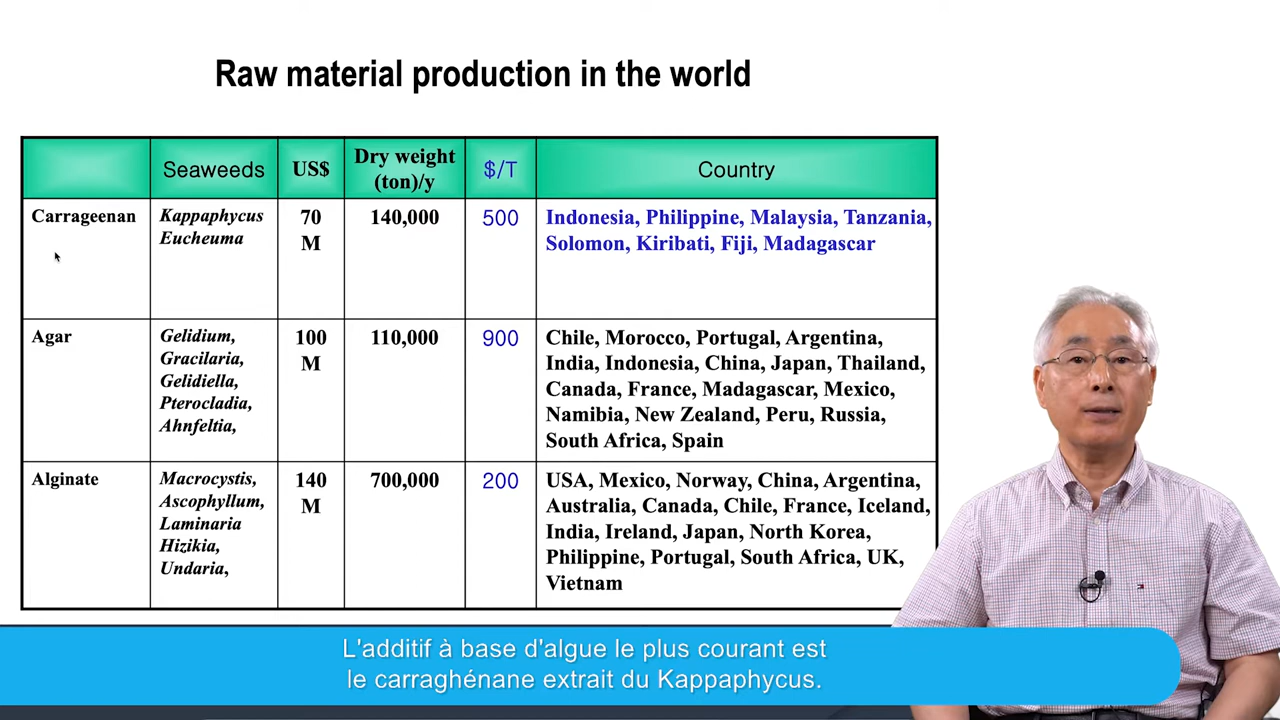 Raw material production in the world
Seaweeds
US$
Dry weight
(ton)/y
$/T
Country
Carrageenan
Kappaphycus
Eucheuma
70
M
140,000
500
Indonesia, Philippine, Malaysia, Tanzania,
Solomon, Kiribati, Fiji, Madagascar
Agar
Gelidium,
Gracilaria,
Gelidiella,
Pterocladia,
Ahnfeltia,
100
M
110,000
900
Chile, Morocco, Portugal, Argentina,
India, Indonesia, China, Japan, Thailand,
Canada, France, Madagascar, Mexico,
Namibia, New Zealand, Peru, Russia,
South Africa, Spain
Alginate
Macrocystis,
Ascophyllum,
Laminaria
Hizikia,
Undaria,
140
M
700,000
200
USA, Mexico, Norway, China, Argentina,
Australia, Canada, Chile, France, Iceland,
India, Ireland, Japan, North Korea,
Philippine, Portugal, South Africa, UK,
Vietnam
L'additif à base d'algue le plus courant est
le carraghénane extrait du Kappaphycus.